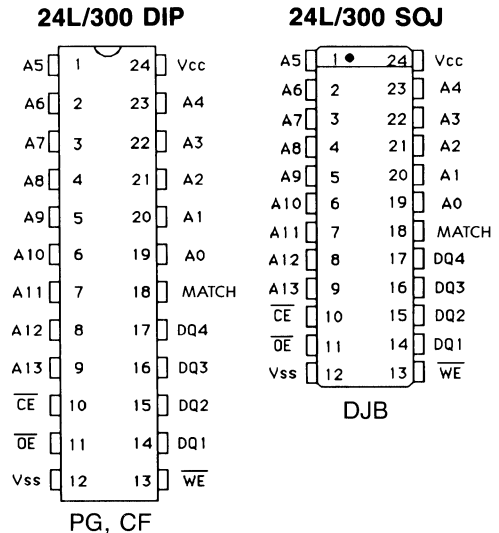 24L/300 DIP
A5 1 24 Vcc
A6 2 23 A4
A7 3 22 A3
A8 4 21 A2
A9 5 20 A1
A10 6 19 A0
A11 7 18 MATCH
A12 8 17 DQ4
A13 9 16 DQ3
CE 10 15 DQ2
OE 11 14 DQ1
Vss 12 13 WE
PG, CF
24L/300 SOJ
A5 1 24 Vcc
A6 2 23 A4
A7 3 22 A3
A8 4 21 A2
A9 5 20 A1
A10 6 19 A0
A11 7 18 MATCH
A12 8 17 DQ4
A13 9 16 DQ3
CE 10 15 DQ2
OE 11 14 DQ1
Vss 12 13 WE
DJB